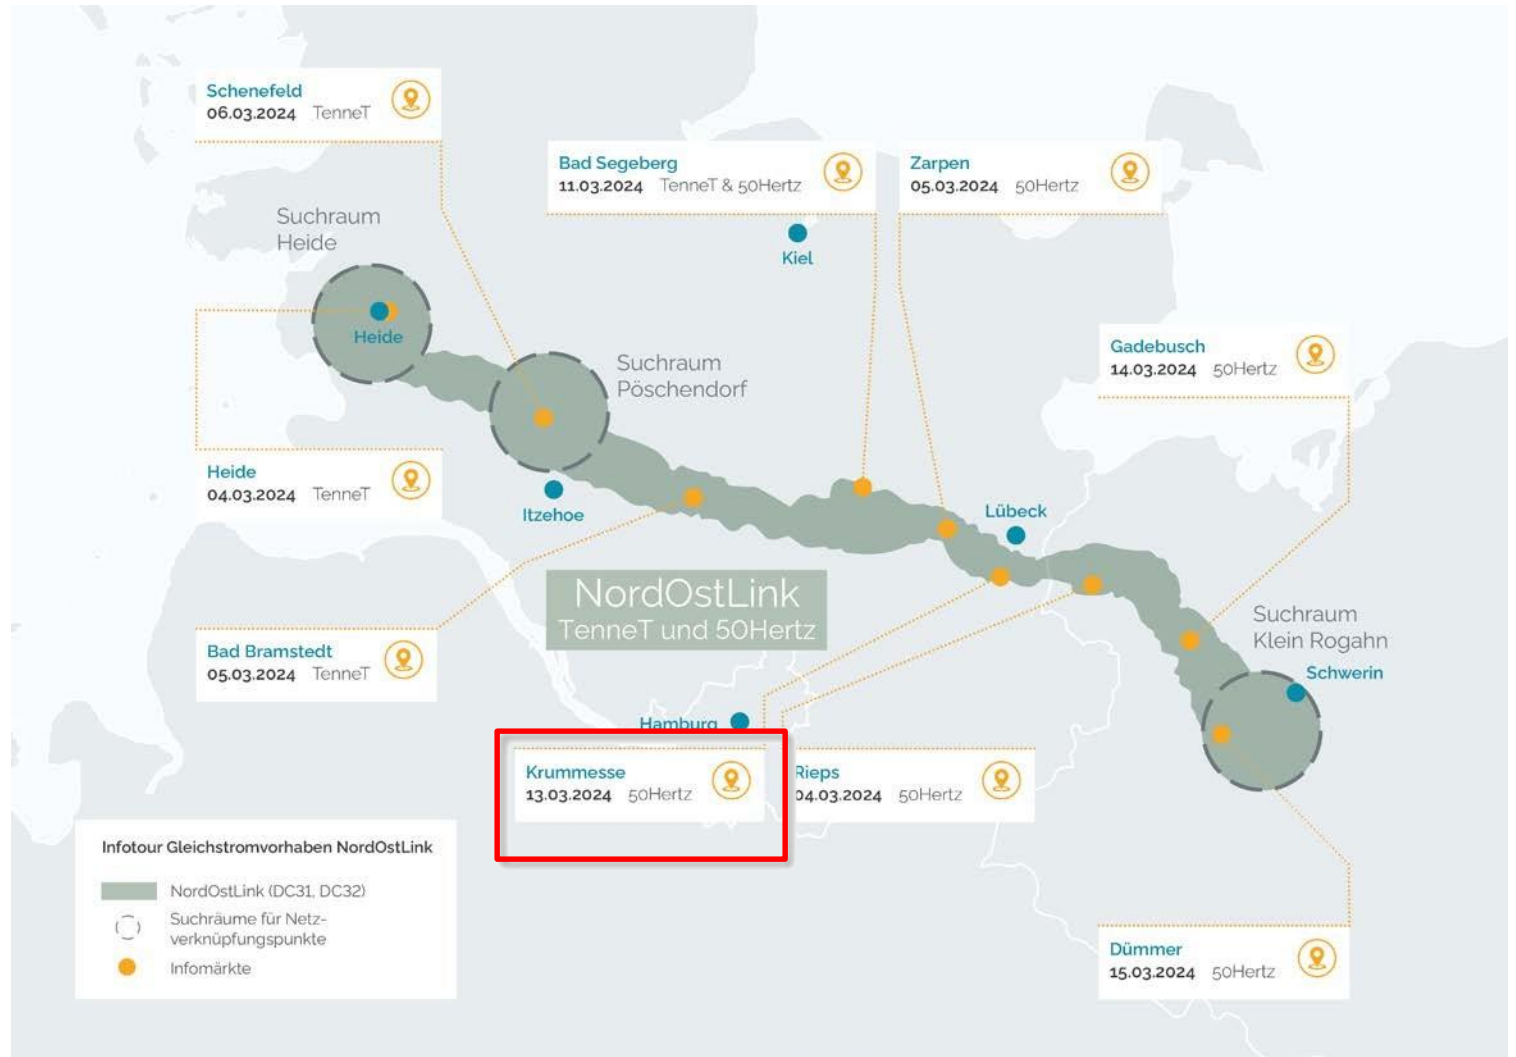 Schenefeld
06.03.2024 TenneT
Bad Segeberg
11.03.2024 TenneT & 50Hertz
Zarpen
05.03.2024 50Hertz
Suchraum
Heide
Kiel
Heide
Suchraum
Pöschendorf
Gadebusch
14.03.2024 50Hertz
Heide
04.03.2024 TenneT
Itzehoe
Lübeck
NordOstLink
TenneT und 50Hertz
Suchraum
Klein Rogahn
Schwerin
Bad Bramstedt
05.03.2024 TenneT
Hamburg
Krummesse
13.03.2024 50Hertz
Rieps
04.03.2024 50Hertz
Infotour Gleichstromvorhaben NordOstLink
NordOstLink (DC31, DC32)
Suchräume für Netz-
verknüpfungspunkte
Infomärkte
Dümmer
15.03.2024 50Hertz